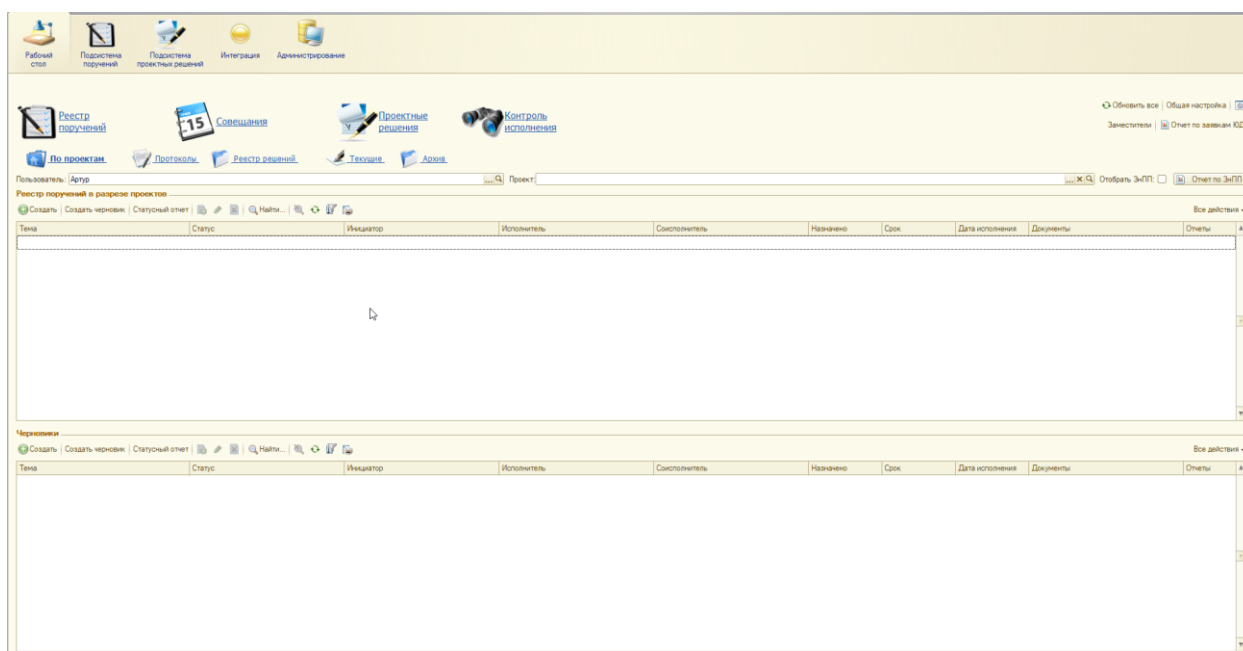 Рабочий стол
Подсистема поручений
Подсистема проектных решений
Интеграция
Администрирование
Обновить все
Общая настройка
Реестр поручений
15
Совещания
Проектные решения
Контроль исполнения
Заместители
Отчет по заявкам ЮД
По проектам
Протоколы
Реестр решений
Текущие
Архив
Пользователь: Артур
... Проект:
... Отобрать ЗнПП:
Отчет по ЗнПП
Реестр поручений в разрезе проектов
Создать Создать черновик Статусный отчет Найти... Все действия
Тема Статус Инициатор Исполнитель Соисполнитель Назначено Срок Дата исполнения Документы Отчеты
Черновики
Создать Создать черновик Статусный отчет Найти... Все действия
Тема Статус Инициатор Исполнитель Соисполнитель Назначено Срок Дата исполнения Документы Отчеты